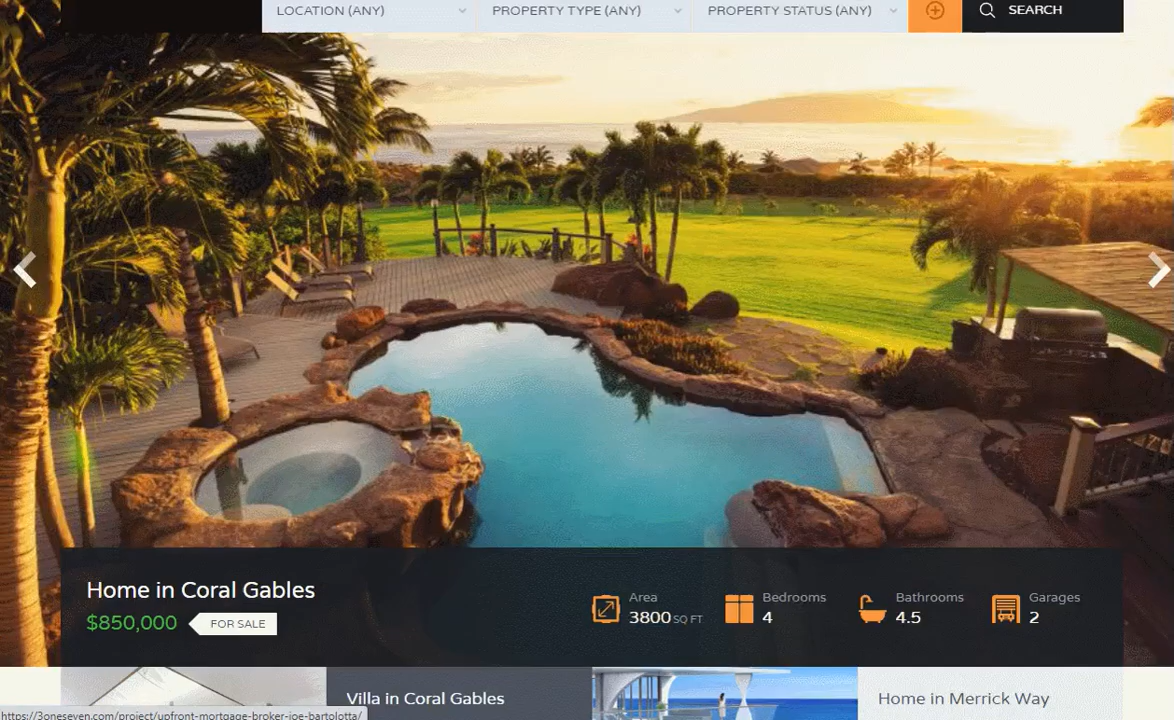 LOCATION (ANY) PROPERTY TYPE (ANY) PROPERTY STATUS (ANY) SEARCH
Home in Coral Gables
$850,000 FOR SALE
Area 3800 SQ FT
Bedrooms 4
Bathrooms 4.5
Garages 2
Villa in Coral Gables
Home in Merrick Way
https://3oneseven.com/project/upfront-mortgage-broker-joe-bartolotta/